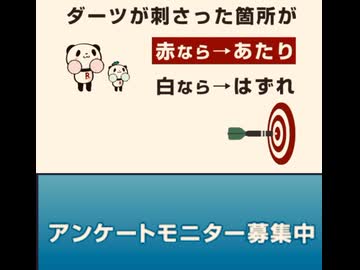 ダーツが刺さった箇所が
赤なら→あたり
白なら→はずれ
R
アンケートモニター募集中